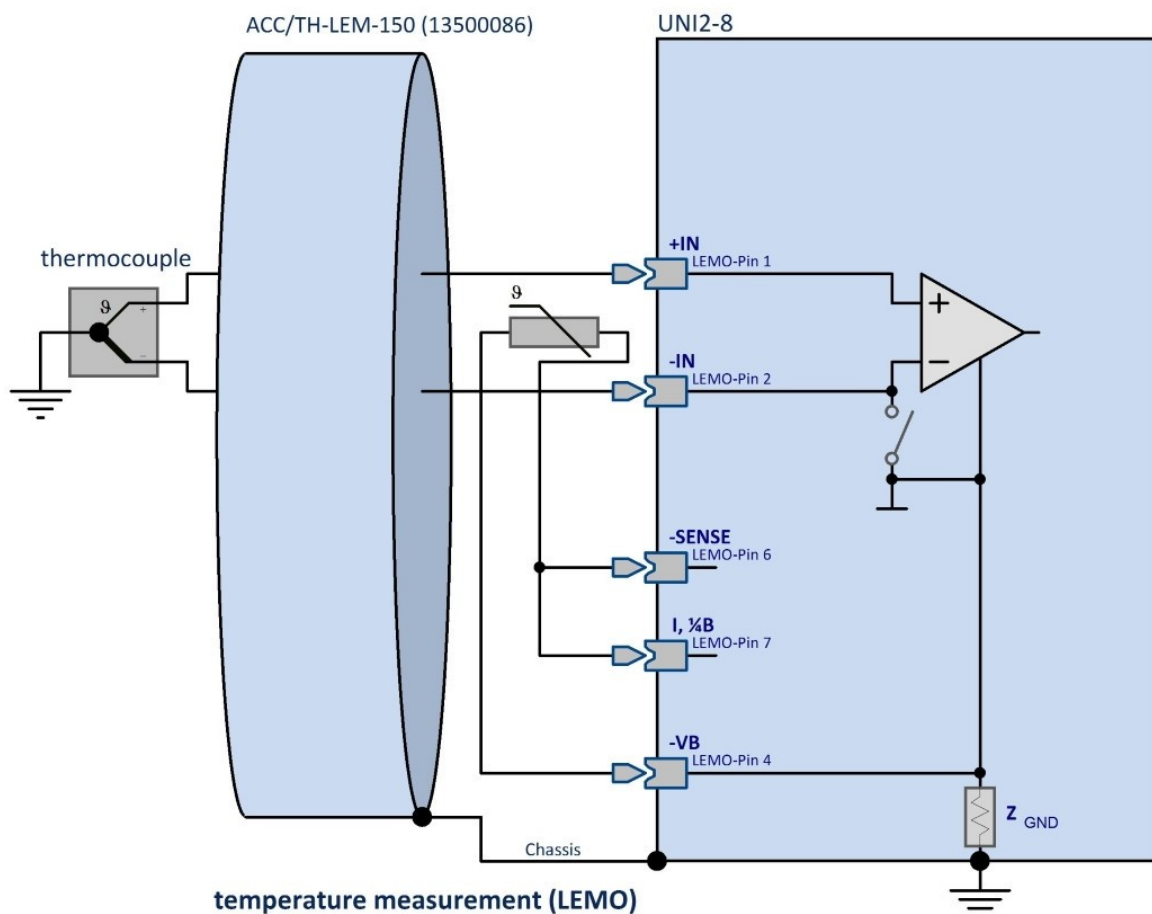 ACC/TH-LEM-150 (13500086)
UNI2-8
thermocouple
ϑ
+
–
ϑ
+IN
LEMO-Pin 1
+
-IN
LEMO-Pin 2
–
-SENSE
LEMO-Pin 6
I, ¼B
LEMO-Pin 7
-VB
LEMO-Pin 4
Z GND
Chassis
temperature measurement (LEMO)